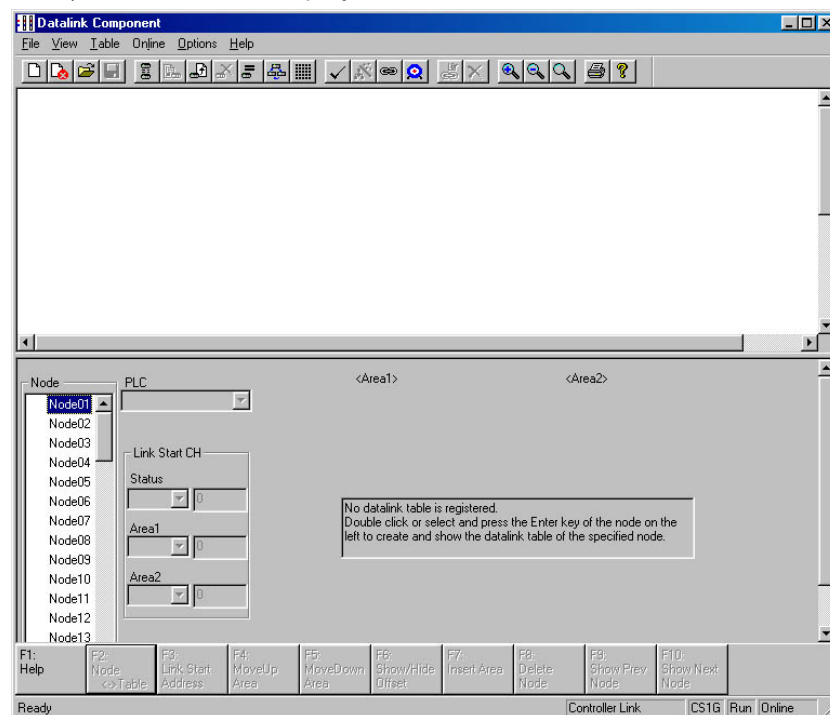 Datalink Component
File View Table Online Options Help
Node
Node01
Node02
Node03
Node04
Node05
Node06
Node07
Node08
Node09
Node10
Node11
Node12
Node13
PLC
Link Start CH
Status
0
Area1
0
Area2
0
<Area1> <Area2>
No datalink table is registered.
Double click or select and press the Enter key of the node on the
left to create and show the datalink table of the specified node.
F1:
Help
F2:
Node
<->Table
F3:
Link Start
Address
F4:
MoveUp
Area
F5:
MoveDown
Area
F6:
Show/Hide
Offset
F7:
Insert Area
F8:
Delete
Node
F9:
Show Prev
Node
F10:
Show Next
Node
Ready Controller Link CS1G Run Online